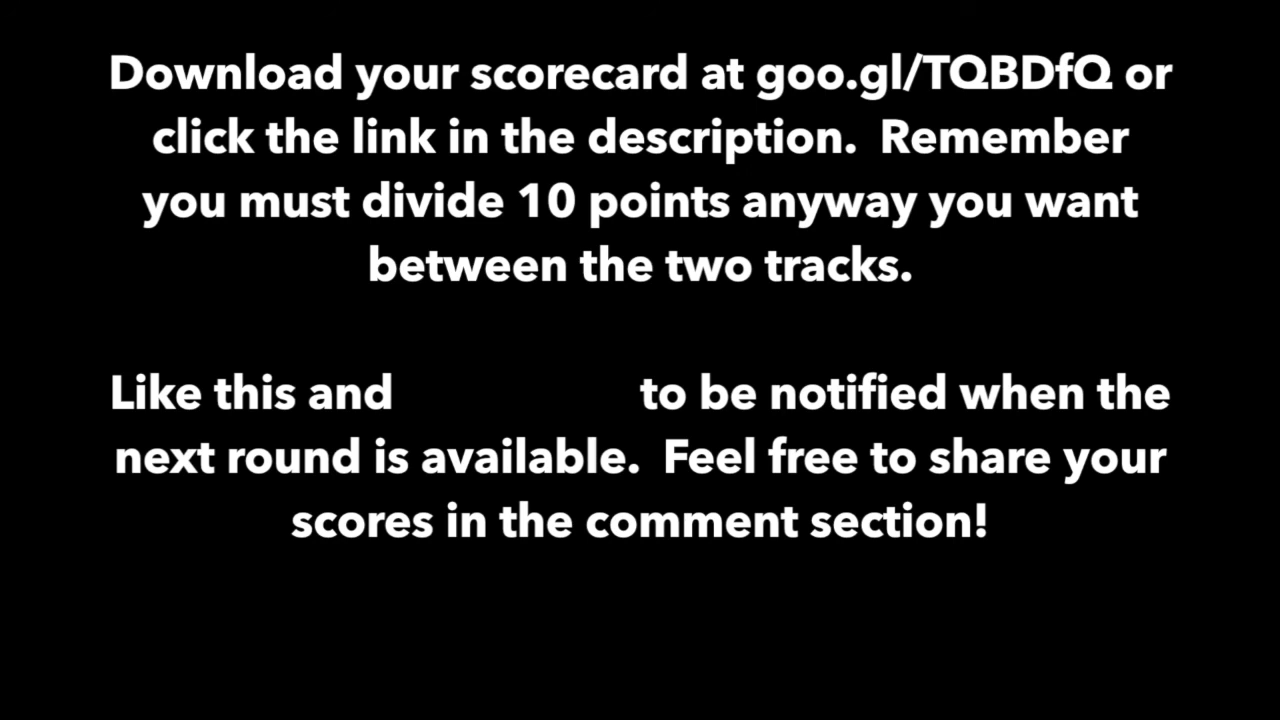 Download your scorecard at goo.gl/TQBDfQ or
click the link in the description.  Remember
you must divide 10 points anyway you want
between the two tracks.
Like this and to be notified when the
next round is available.  Feel free to share your
scores in the comment section!